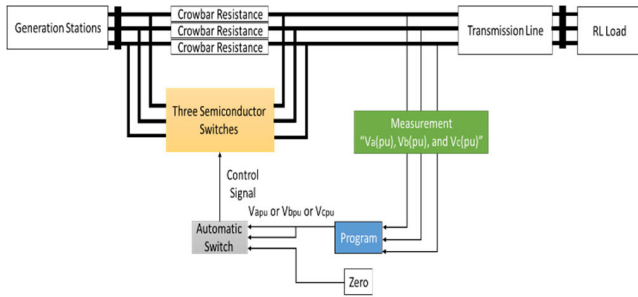 Crowbar Resistance
Generation Stations
Crowbar Resistance
Transmission Line
RL Load
Crowbar Resistance
Three Semiconductor
Switches
Measurement
"Va(pu), Vb(pu), and Vc(pu)"
Control
Signal
Vapu or Vbpu or Vcpu
Automatic
Switch
Program
Zero